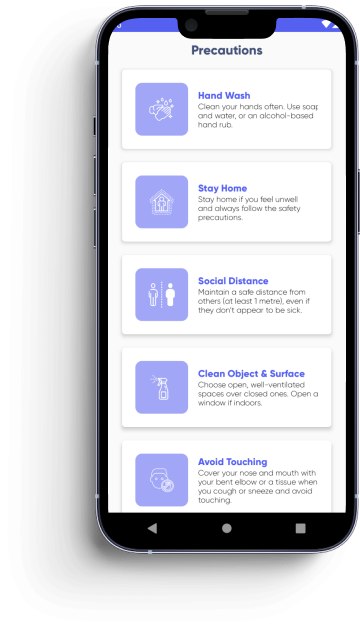 Precautions
Hand Wash
Clean your hands often. Use soap
and water, or an alcohol-based
hand rub.
Stay Home
Stay home if you feel unwell
and always follow the safety
precautions.
Social Distance
Maintain a safe distance from
others (at least 1 metre), even if
they don't appear to be sick.
Clean Object & Surface
Choose open, well-ventilated
spaces over closed ones. Open a
window if indoors.
Avoid Touching
Cover your nose and mouth with
your bent elbow or a tissue when
you cough or sneeze and avoid
touching.